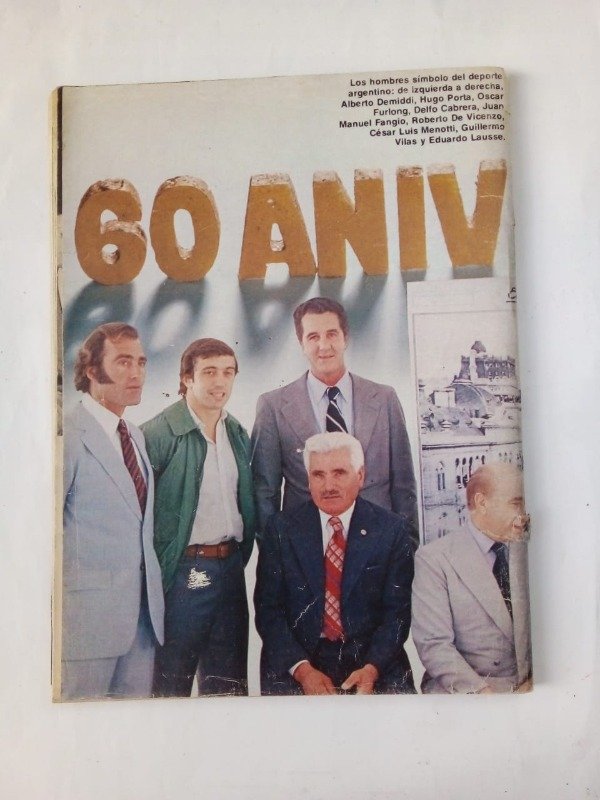 Los hombres símbolo del deporte
argentino: de izquierda a derecha,
Alberto Demiddi, Hugo Porta, Oscar
Furlong, Delfo Cabrera, Juan
Manuel Fangio, Roberto De Vicenzo,
César Luis Menotti, Guillermo
Vilas y Eduardo Lausse.
60 ANIV